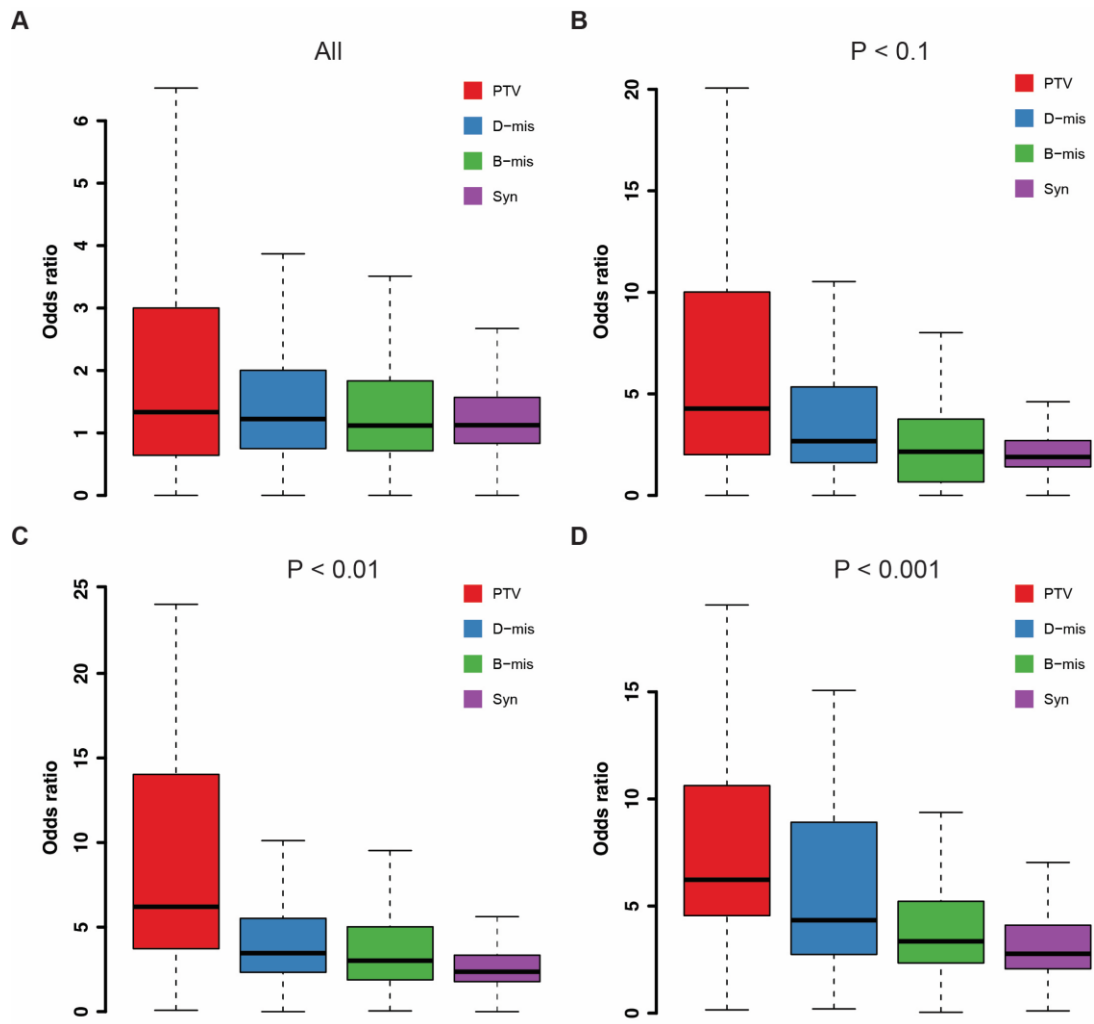 A
All
PTV
D−mis
B−mis
Syn
Odds ratio
6
5
4
3
2
1
0
B
P < 0.1
PTV
D−mis
B−mis
Syn
Odds ratio
20
15
10
5
0
C
P < 0.01
PTV
D−mis
B−mis
Syn
Odds ratio
25
20
15
10
5
0
D
P < 0.001
PTV
D−mis
B−mis
Syn
Odds ratio
15
10
5
0